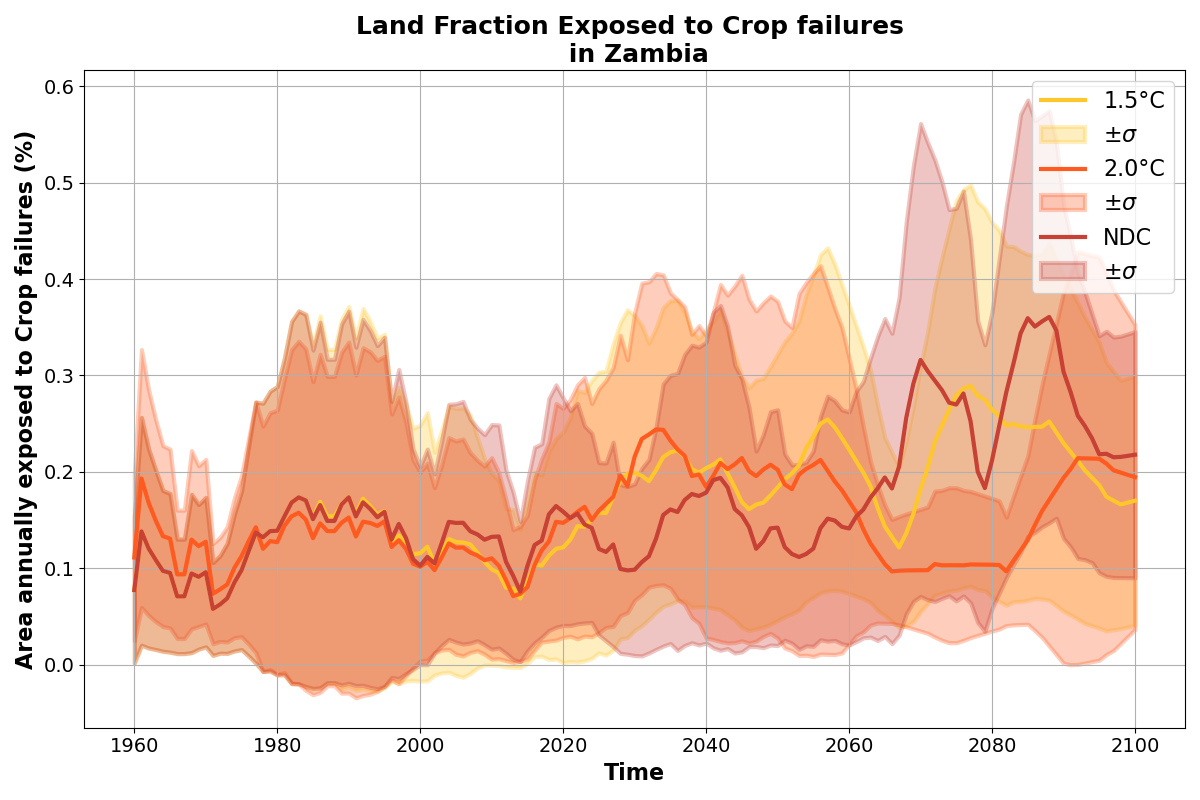 Land Fraction Exposed to Crop failures
in Zambia
Area annually exposed to Crop failures (%)
0.6
0.5
0.4
0.3
0.2
0.1
0.0
1960
1980
2000
2020
2040
2060
2080
2100
Time
1.5°C
±σ
2.0°C
±σ
NDC
±σ